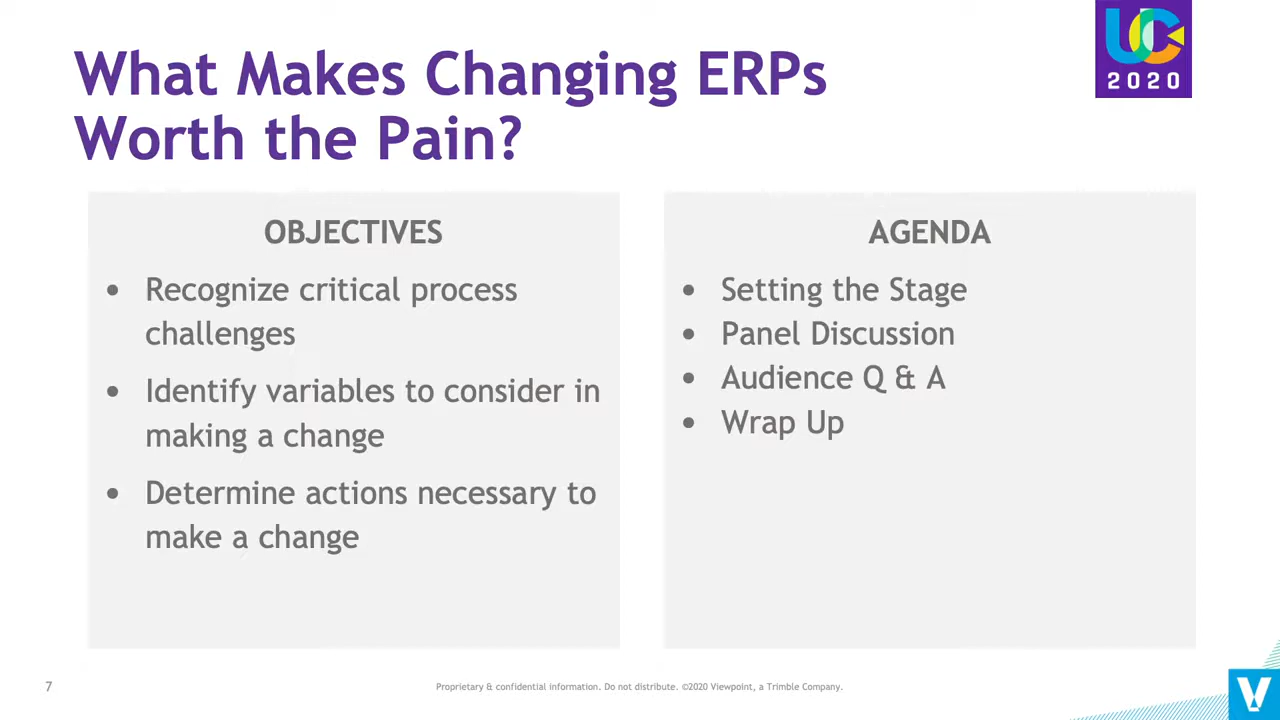 What Makes Changing ERPs
Worth the Pain?
UC
2020
OBJECTIVES
• Recognize critical process
challenges
• Identify variables to consider in
making a change
• Determine actions necessary to
make a change
AGENDA
• Setting the Stage
• Panel Discussion
• Audience Q & A
• Wrap Up
7
Proprietary & confidential information. Do not distribute. ©2020 Viewpoint, a Trimble Company.